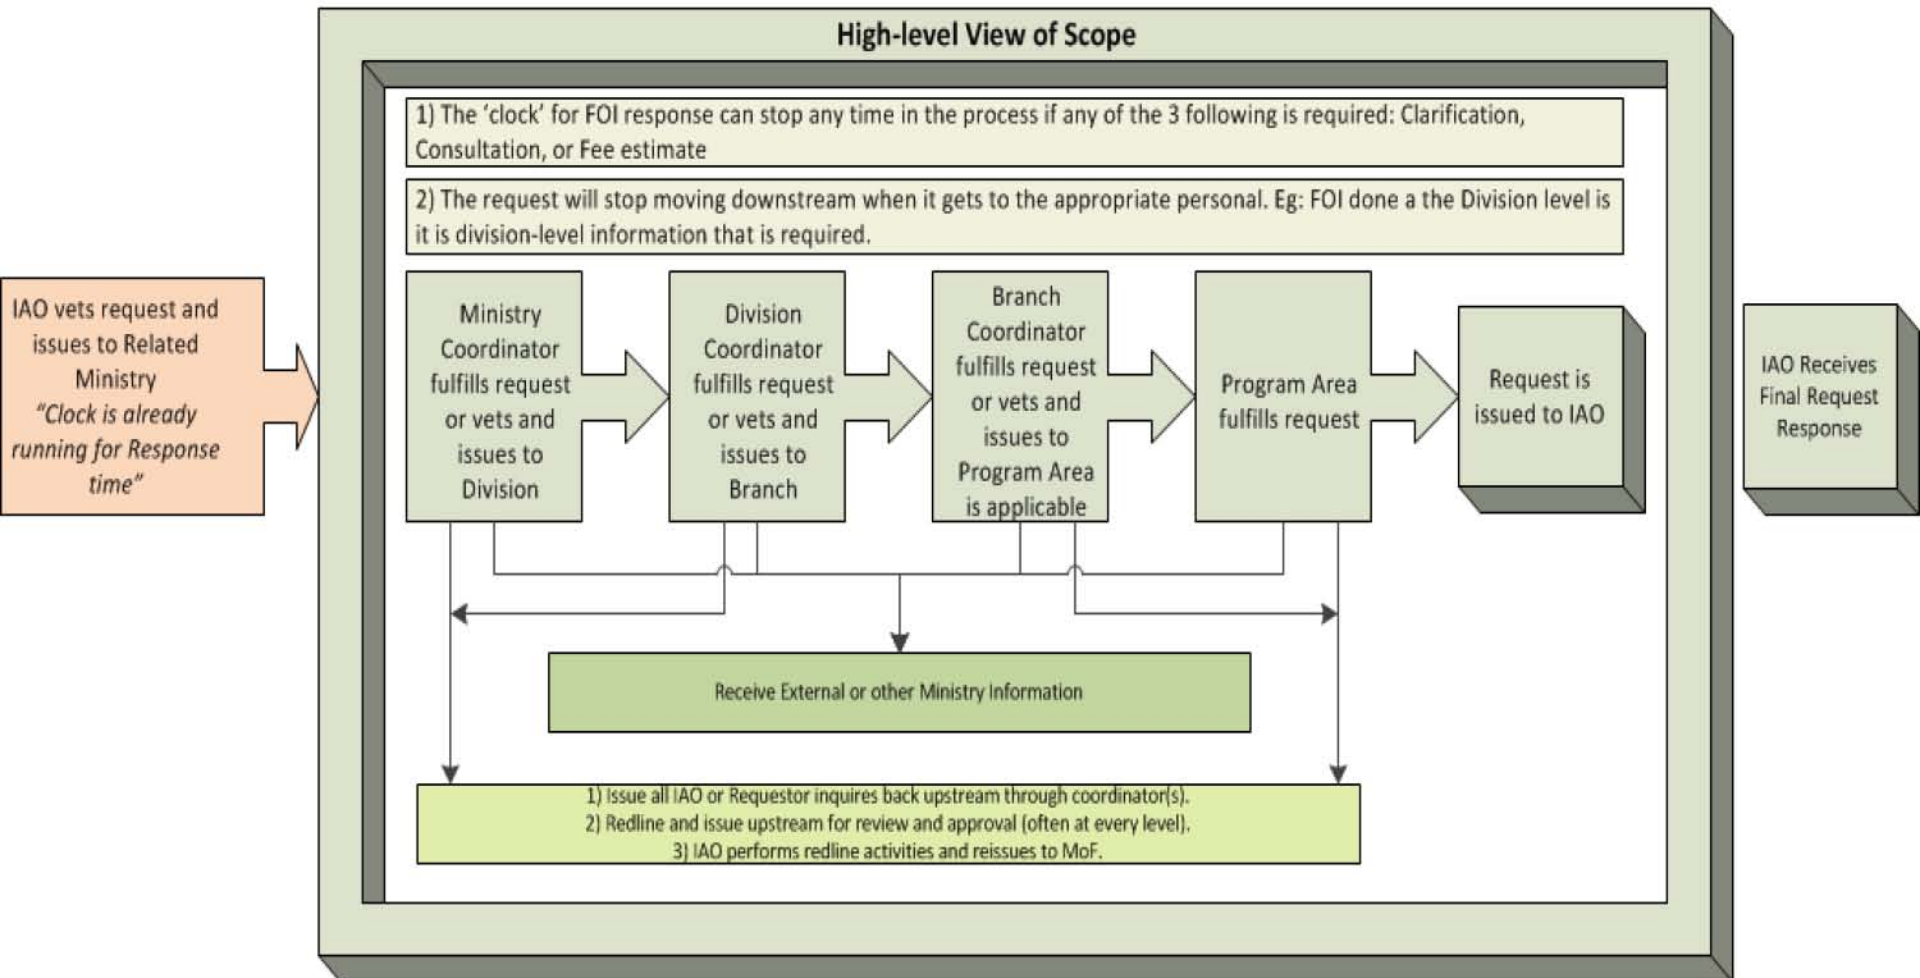 High-level View of Scope
1) The ‘clock’ for FOI response can stop any time in the process if any of the 3 following is required: Clarification,
Consultation, or Fee estimate
2) The request will stop moving downstream when it gets to the appropriate personal. Eg: FOI done a the Division level is
it is division-level information that is required.
IAO vets request and
issues to Related
Ministry
“Clock is already
running for Response
time”
Ministry
Coordinator
fulfills request
or vets and
issues to
Division
Division
Coordinator
fulfills request
or vets and
issues to
Branch
Branch
Coordinator
fulfills request
or vets and
issues to
Program Area
is applicable
Program Area
fulfills request
Request is
issued to IAO
IAO Receives
Final Request
Response
Receive External or other Ministry Information
1) Issue all IAO or Requestor inquires back upstream through coordinator(s).
2) Redline and issue upstream for review and approval (often at every level).
3) IAO performs redline activities and reissues to MoF.